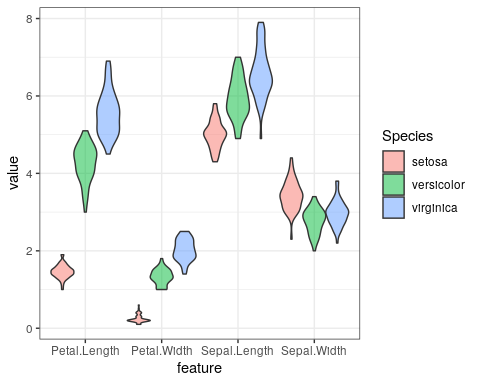 8
6
4
2
0
value
Petal.Length Petal.Width Sepal.Length Sepal.Width
feature
Species
setosa
versicolor
virginica